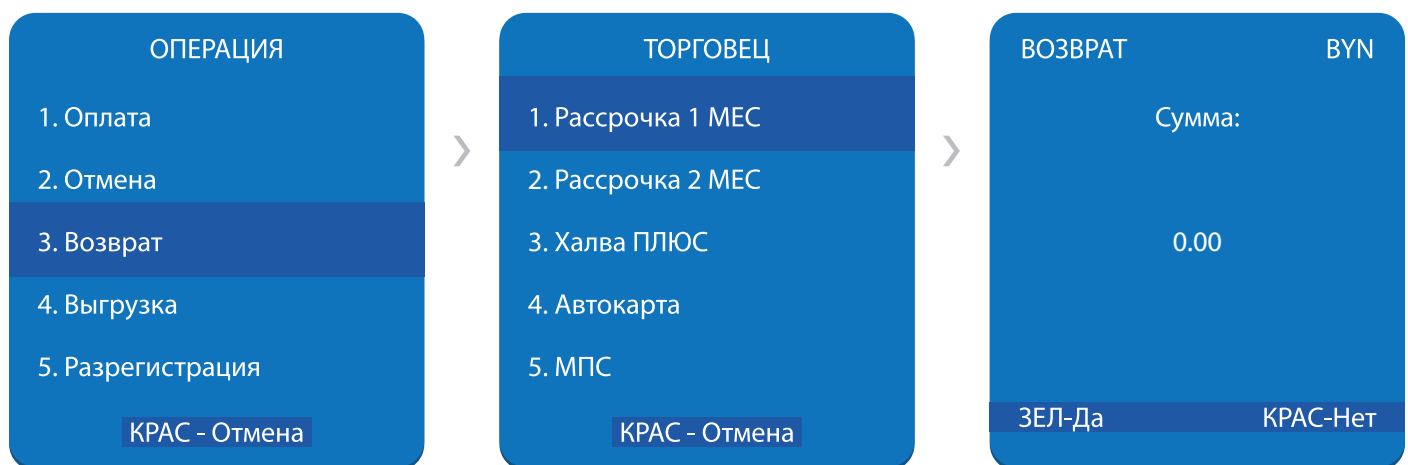 ОПЕРАЦИЯ
1. Оплата
2. Отмена
3. Возврат
4. Выгрузка
5. Разрегистрация
КРАС - Отмена
ТОРГОВЕЦ
1. Рассрочка 1 МЕС
2. Рассрочка 2 МЕС
3. Халва ПЛЮС
4. Автокарта
5. МПС
КРАС - Отмена
ВОЗВРАТ BYN
Сумма:
0.00
ЗЕЛ-Да КРАС-Нет